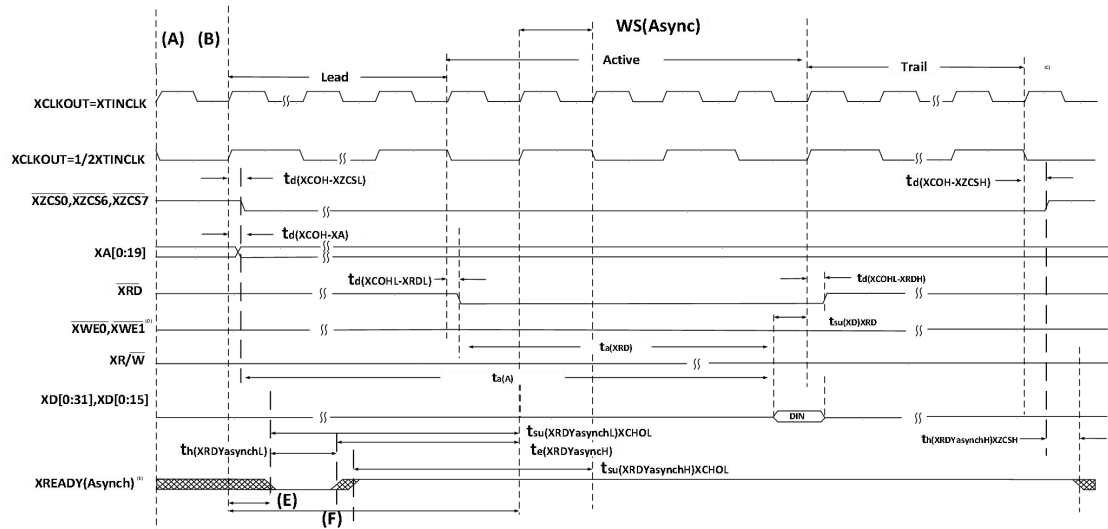 (A) (B) WS(Async)
Lead Active Trail (C)
XCLKOUT=XTINCLK
XCLKOUT=1/2XTINCLK
td(XCOH-XZCSL) td(XCOH-XZCSH)
XZCS0,XZCS6,XZCS7
td(XCOH-XA)
XA[0:19]
td(XCOHL-XRDL) td(XCOHL-XRDH)
XRD
tsu(XD)XRD
XWE0,XWE1(D)
ta(XRD)
XR/W
ta(A)
XD[0:31],XD[0:15]
DIN
tsu(XRDYasynchL)XCHOL
th(XRDYasynchL) te(XRDYasynchH) th(XRDYasynchH)XZCSH
tsu(XRDYasynchH)XCHOL
XREADY(Asynch)(E)
(E)
(F)